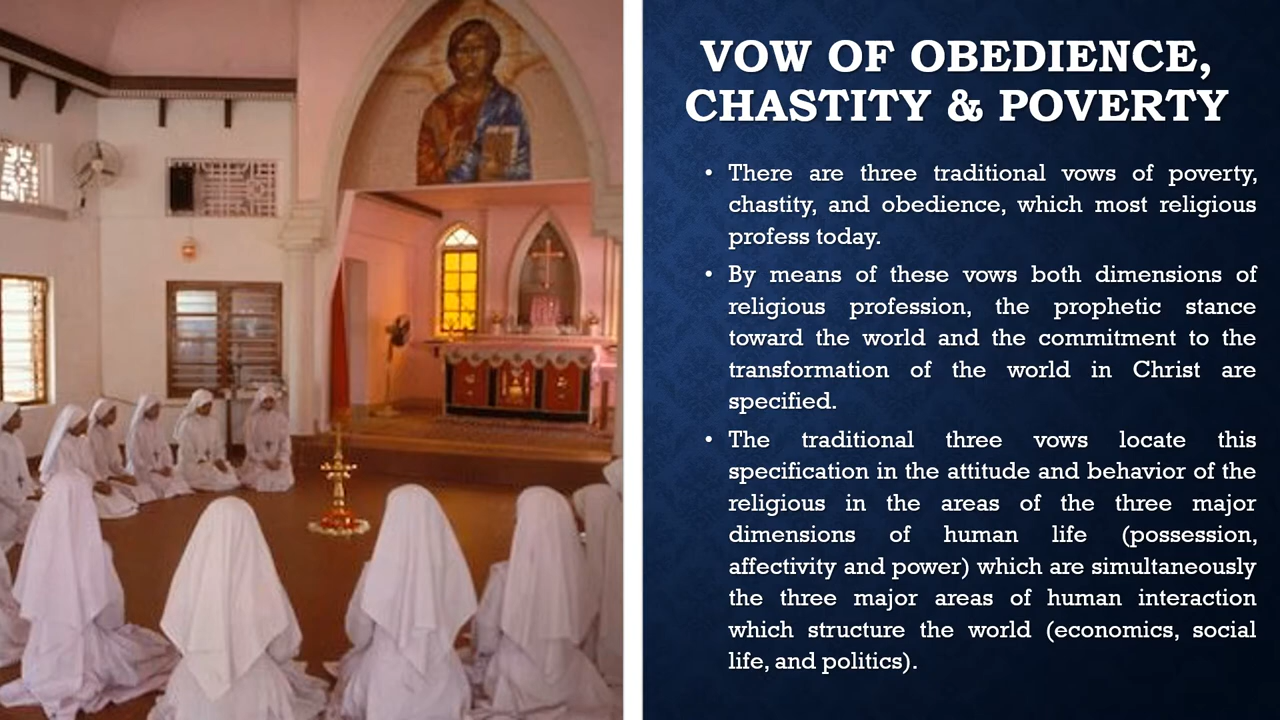 VOW OF OBEDIENCE,
CHASTITY & POVERTY
• There are three traditional vows of poverty,
chastity, and obedience, which most religious
profess today.
• By means of these vows both dimensions of
religious profession, the prophetic stance
toward the world and the commitment to the
transformation of the world in Christ are
specified.
• The traditional three vows locate this
specification in the attitude and behavior of the
religious in the areas of the three major
dimensions of human life (possession,
affectivity and power) which are simultaneously
the three major areas of human interaction
which structure the world (economics, social
life, and politics).